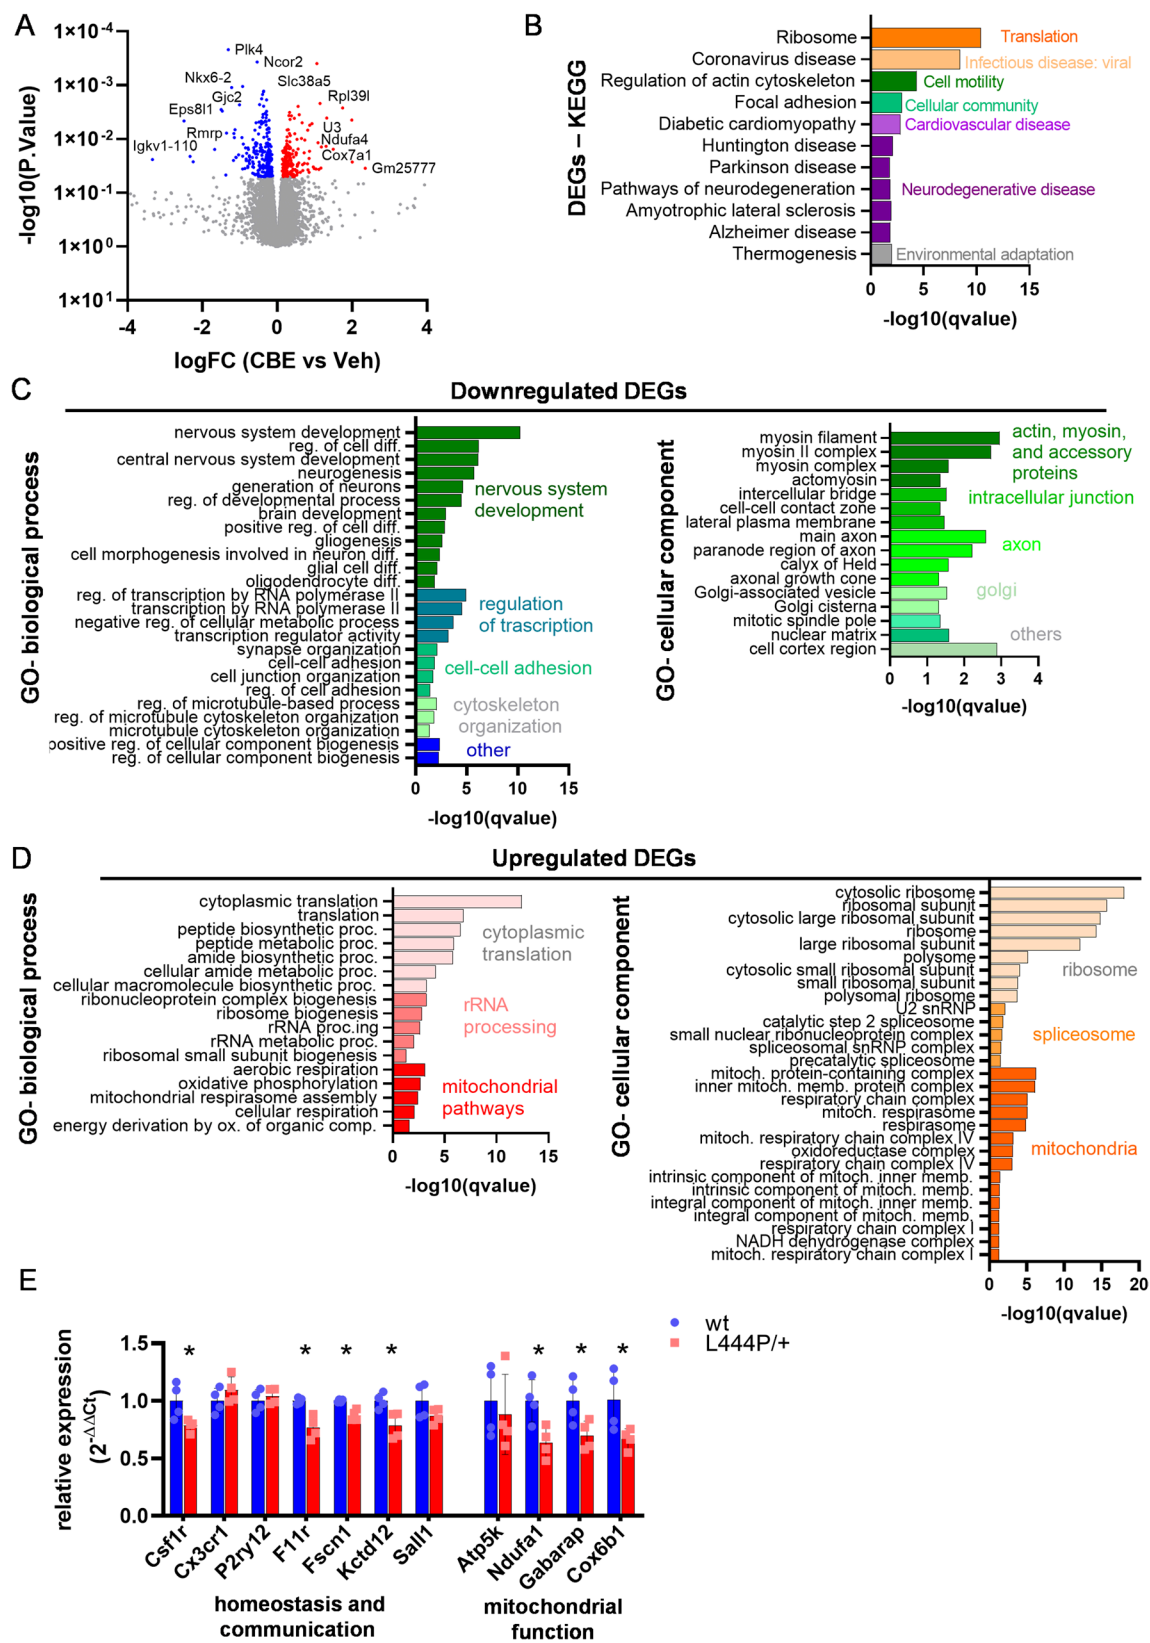 A
1×10-4
1×10-3
1×10-2
1×10-1
1×100
1×101
-log10(P.Value)
Plk4
Ncor2
Nkx6-2
Slc38a5
Gjc2
Rpl39l
Eps8l1
U3
Rmrp
Ndufa4
Igkv1-110
Cox7a1
Gm25777
-4
-2
0
2
4
logFC (CBE vs Veh)
B
DEGs – KEGG
Ribosome
Translation
Coronavirus disease
Infectious disease: viral
Regulation of actin cytoskeleton
Cell motility
Focal adhesion
Cellular community
Diabetic cardiomyopathy
Cardiovascular disease
Huntington disease
Parkinson disease
Pathways of neurodegeneration
Neurodegenerative disease
Amyotrophic lateral sclerosis
Alzheimer disease
Thermogenesis
Environmental adaptation
0
5
10
15
-log10(qvalue)
C
Downregulated DEGs
GO- biological process
nervous system development
reg. of cell diff.
central nervous system development
neurogenesis
generation of neurons
reg. of developmental process
brain development
positive reg. of cell diff.
gliogenesis
cell morphogenesis involved in neuron diff.
glial cell diff.
oligodendrocyte diff.
reg. of transcription by RNA polymerase II
transcription by RNA polymerase II
negative reg. of cellular metabolic process
transcription regulator activity
synapse organization
cell-cell adhesion
cell junction organization
reg. of cell adhesion
reg. of microtubule-based process
reg. of microtubule cytoskeleton organization
microtubule cytoskeleton organization
positive reg. of cellular component biogenesis
reg. of cellular component biogenesis
nervous system
development
regulation
of trascription
cell-cell adhesion
cytoskeleton
organization
other
0
5
10
15
-log10(qvalue)
GO- cellular component
myosin filament
myosin II complex
myosin complex
actomyosin
intercellular bridge
cell-cell contact zone
lateral plasma membrane
main axon
paranode region of axon
calyx of Held
axonal growth cone
Golgi-associated vesicle
Golgi cisterna
mitotic spindle pole
nuclear matrix
cell cortex region
actin, myosin,
and accessory
proteins
intracellular junction
axon
golgi
others
0
1
2
3
4
-log10(qvalue)
D
Upregulated DEGs
GO- biological process
cytoplasmic translation
translation
peptide biosynthetic proc.
peptide metabolic proc.
amide biosynthetic proc.
cellular amide metabolic proc.
cellular macromolecule biosynthetic proc.
ribonucleoprotein complex biogenesis
ribosome biogenesis
rRNA proc.ing
rRNA metabolic proc.
ribosomal small subunit biogenesis
aerobic respiration
oxidative phosphorylation
mitochondrial respirasome assembly
cellular respiration
energy derivation by ox. of organic comp.
cytoplasmic
translation
rRNA
processing
mitochondrial
pathways
0
5
10
15
-log10(qvalue)
GO- cellular component
cytosolic ribosome
ribosomal subunit
cytosolic large ribosomal subunit
ribosome
large ribosomal subunit
polysome
cytosolic small ribosomal subunit
small ribosomal subunit
polysomal ribosome
U2 snRNP
catalytic step 2 spliceosome
small nuclear ribonucleoprotein complex
spliceosomal snRNP complex
precatalytic spliceosome
mitoch. protein-containing complex
inner mitoch. memb. protein complex
respiratory chain complex
mitoch. respirasome
respirasome
mitoch. respiratory chain complex IV
oxidoreductase complex
respiratory chain complex IV
intrinsic component of mitoch. inner memb.
intrinsic component of mitoch. memb.
integral component of mitoch. inner memb.
integral component of mitoch. memb.
respiratory chain complex I
NADH dehydrogenase complex
mitoch. respiratory chain complex I
ribosome
spliceosome
mitochondria
0
5
10
15
20
-log10(qvalue)
E
relative expression
(2-ΔΔCt)
1.5
1.0
0.5
0.0
*
*
*
*
*
*
*
wt
L444P/+
Csf1r
Cx3cr1
P2ry12
F11r
Fscn1
Kctd12
Sall1
Atp5k
Ndufa1
Gabarap
Cox6b1
homeostasis and
communication
mitochondrial
function